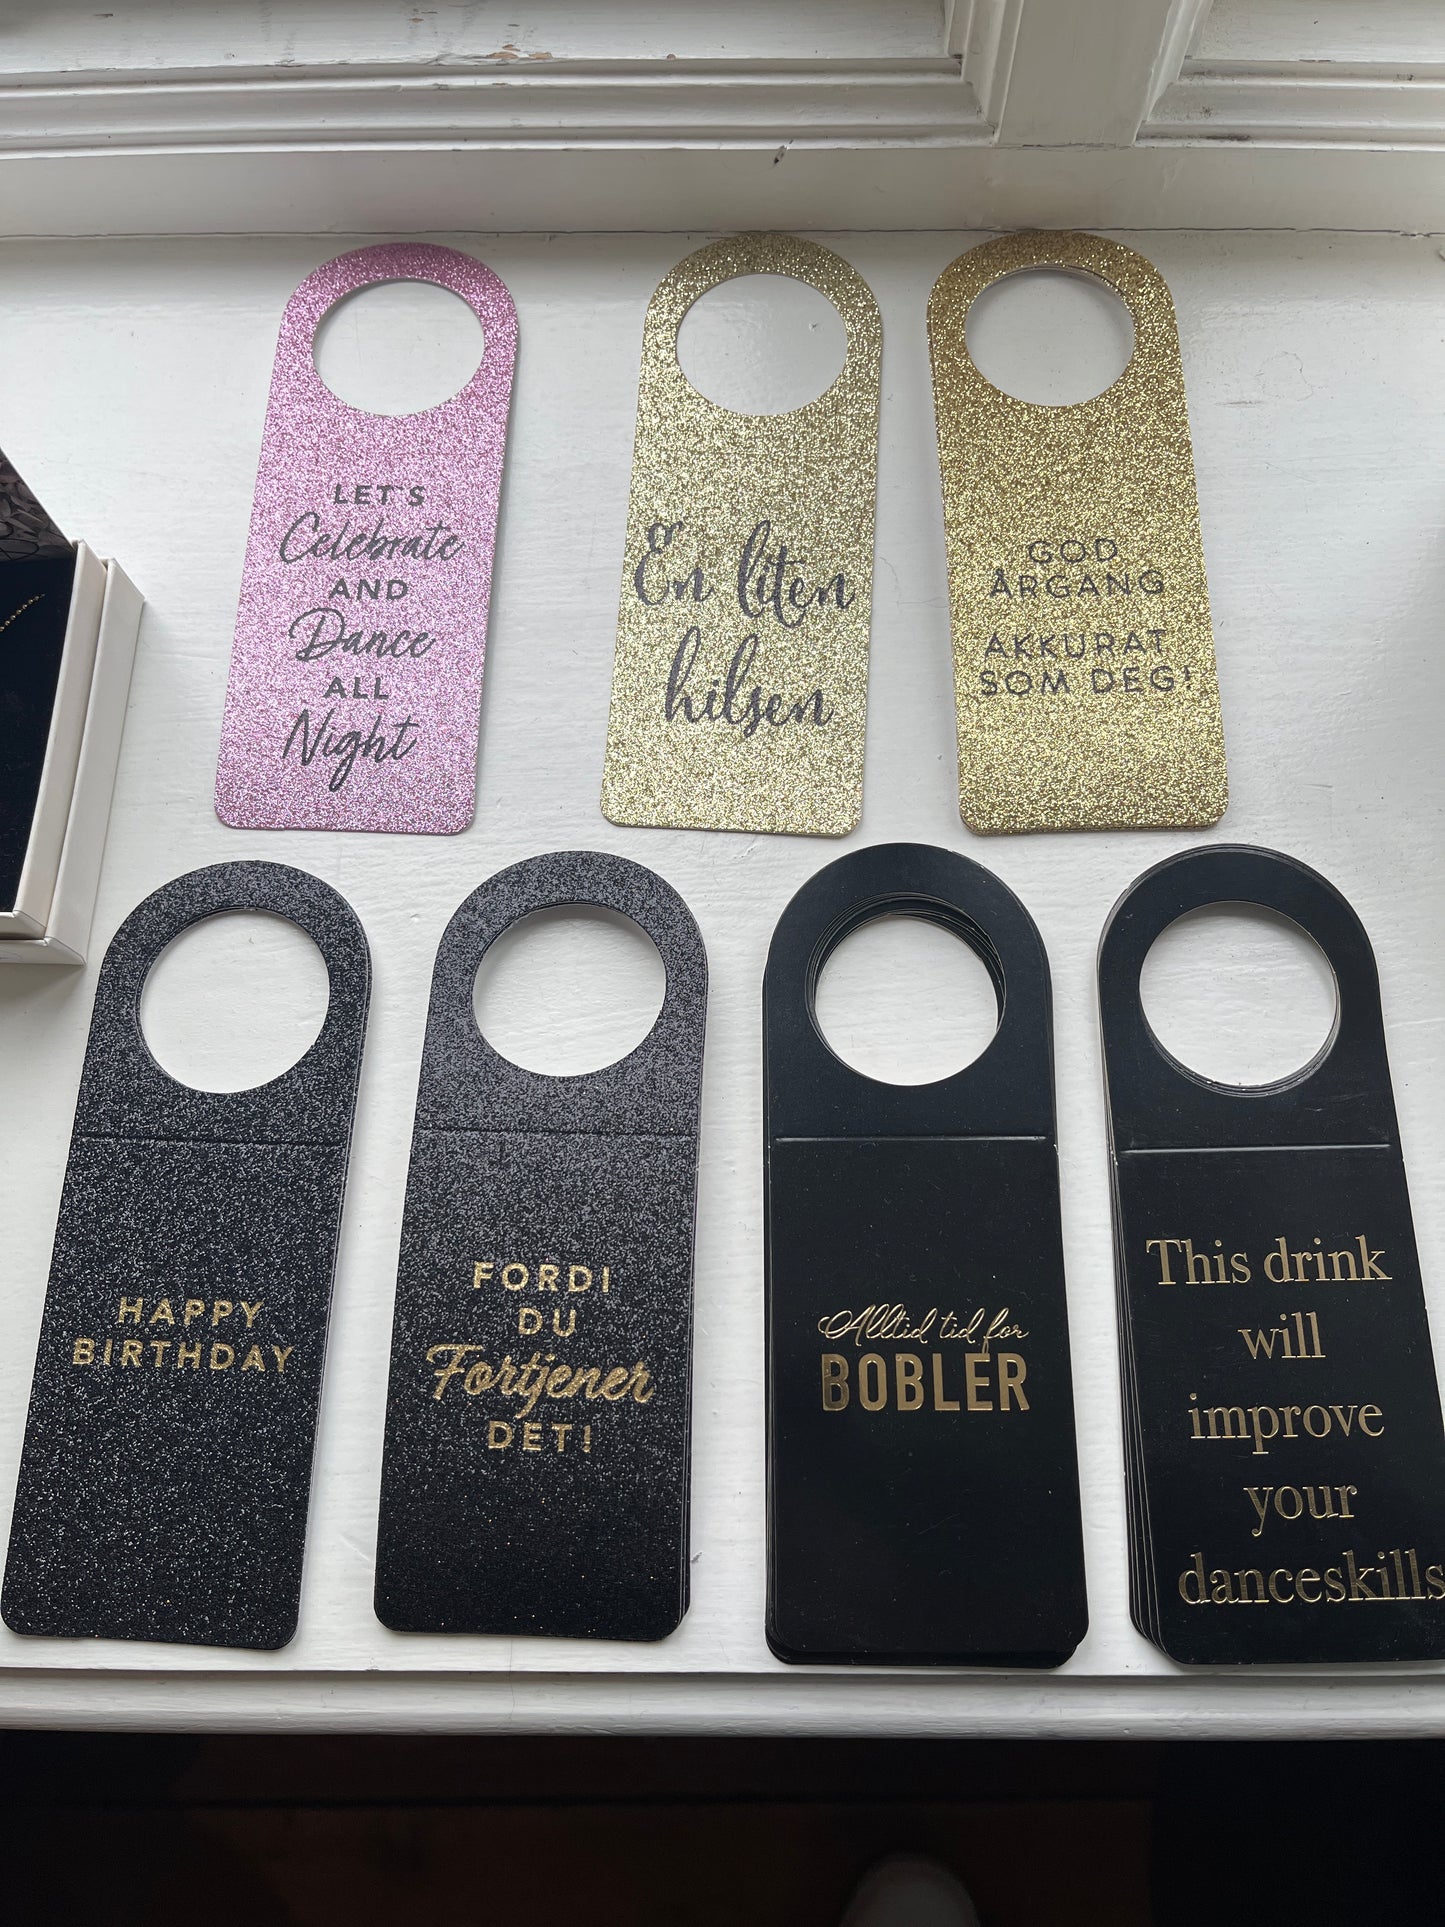 LET'S
Celebrate
AND
Dance
ALL
Night
En liten
hilsen
GOD
ÅRGANG
AKKURAT
SOM DEG!
HAPPY
BIRTHDAY
FORDI
DU
Fortjener
DET!
Alltid tid for
BOBLER
This drink
will
improve
your
danceskills